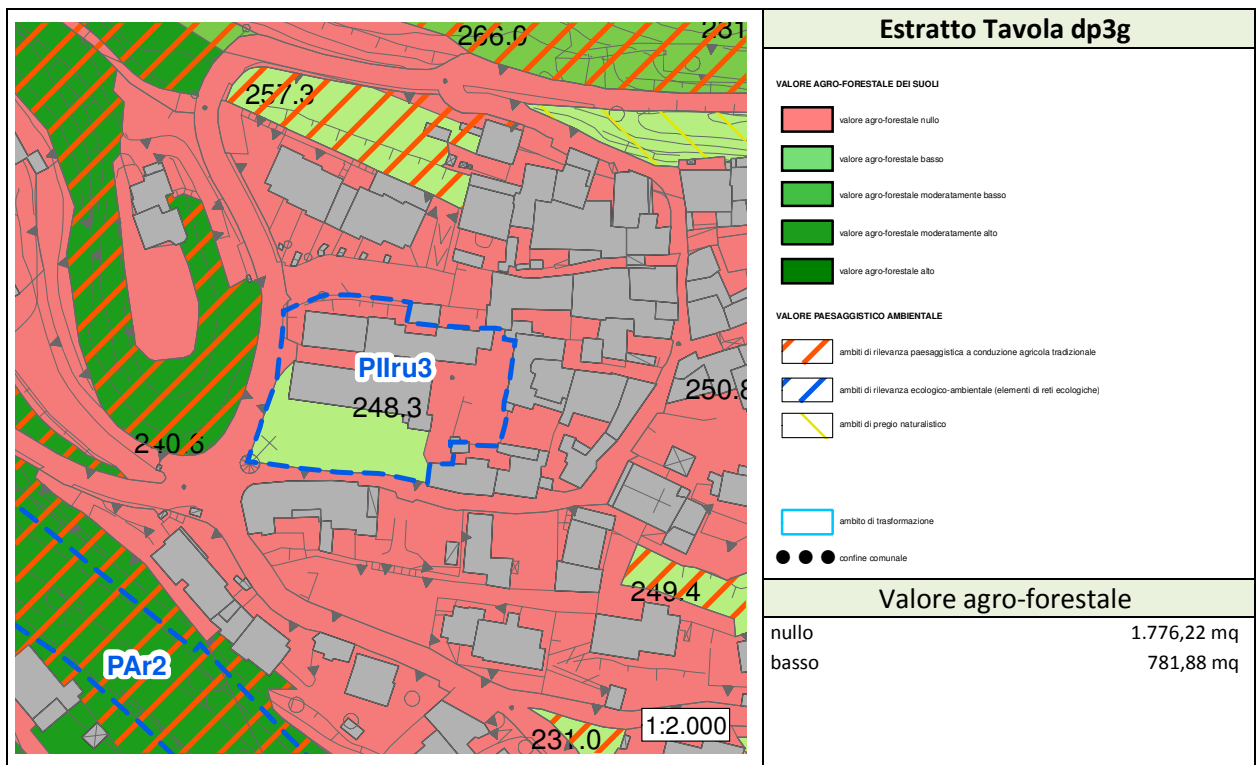 266.0
281
257.3
PIIru3
248.3
250.8
240.6
249.4
PAr2
231.0
1:2.000
Estratto Tavola dp3g
VALORE AGRO-FORESTALE DEI SUOLI
valore agro-forestale nullo
valore agro-forestale basso
valore agro-forestale moderatamente basso
valore agro-forestale moderatamente alto
valore agro-forestale alto
VALORE PAESAGGISTICO AMBIENTALE
ambiti di rilevanza paesaggistica a conduzione agricola tradizionale
ambiti di rilevanza ecologico-ambientale (elementi di reti ecologiche)
ambiti di pregio naturalistico
ambito di trasformazione
confine comunale
Valore agro-forestale
nullo 1.776,22 mq
basso 781,88 mq